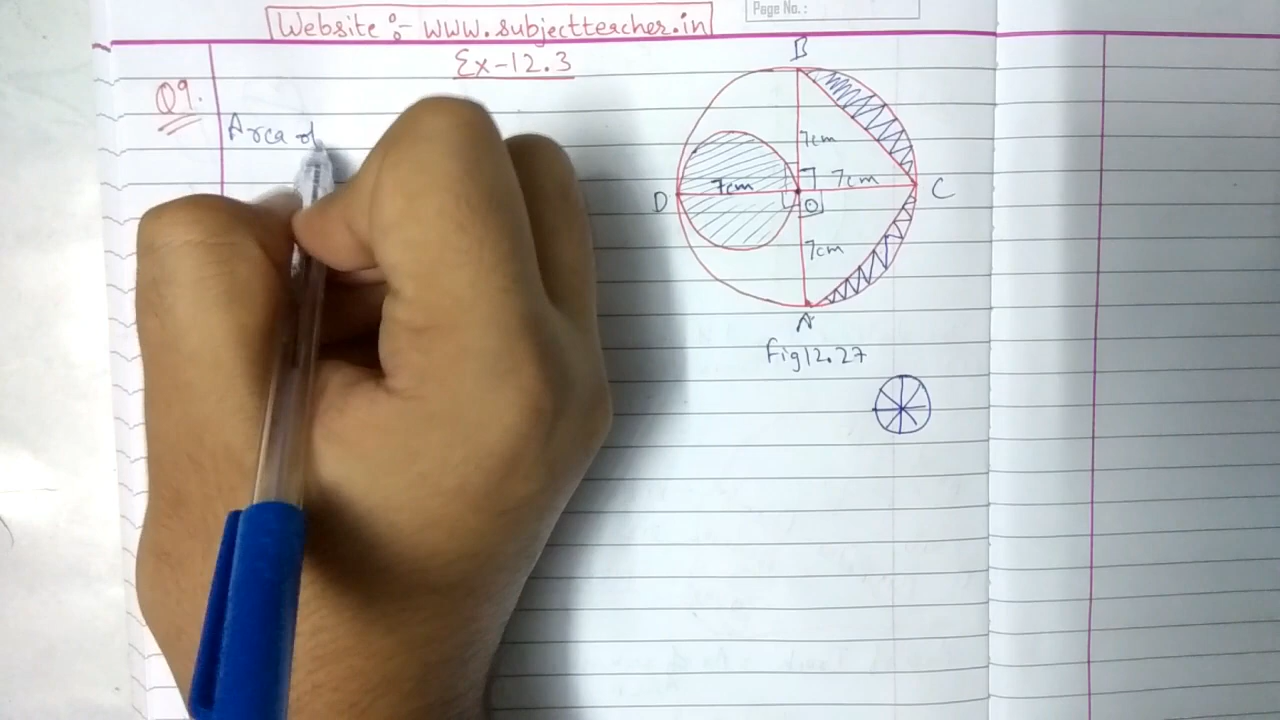 Page No. :
Website :- www.subjectteacher.in
Ex-12.3
Q9.
Area of
B
7cm
7cm
7cm
D
O
C
7cm
A
Fig 12.27